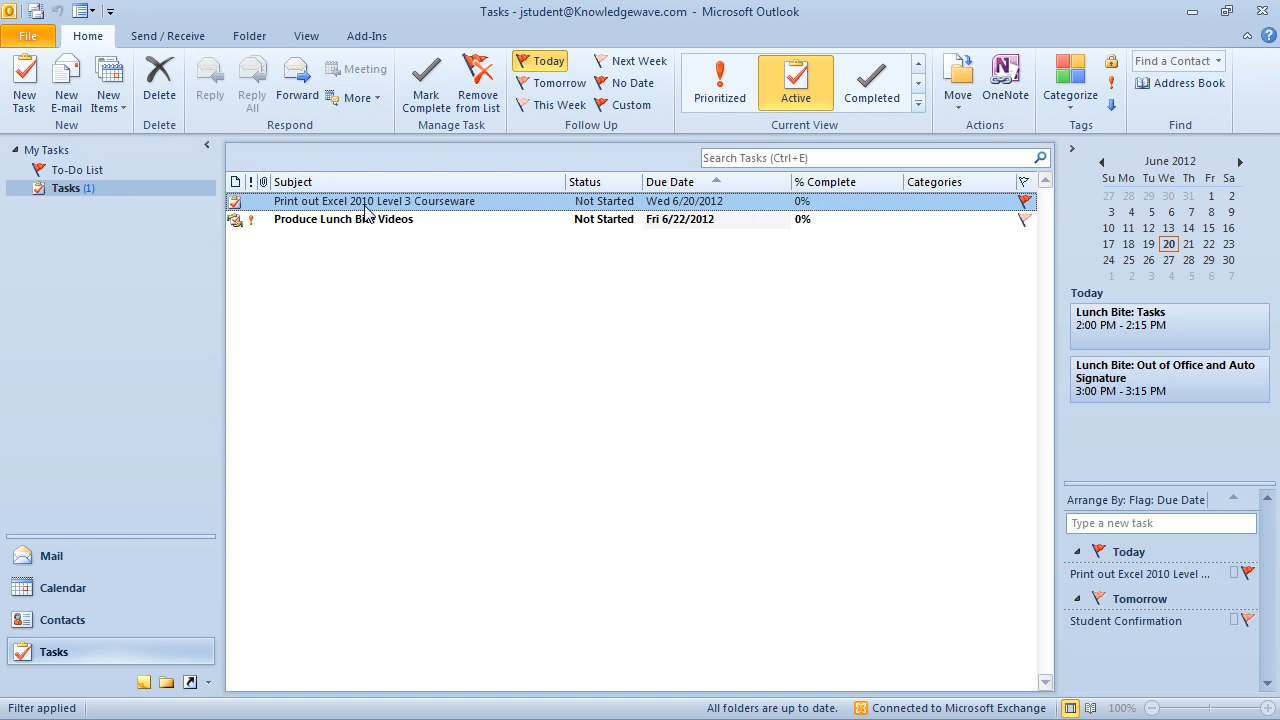 Tasks - jstudent@Knowledgewave.com - Microsoft Outlook
File Home Send / Receive Folder View Add-Ins
New Task
New E-mail
New Items
New
Delete
Delete
Reply
Reply All
Forward
Meeting
More
Respond
Mark Complete
Remove from List
Manage Task
Today
Tomorrow
This Week
Next Week
No Date
Custom
Follow Up
Prioritized
Active
Completed
Current View
Move
OneNote
Actions
Categorize
Tags
Find a Contact
Address Book
Find
My Tasks
To-Do List
Tasks (1)
Mail
Calendar
Contacts
Tasks
Search Tasks (Ctrl+E)
! Subject Status Due Date % Complete Categories
Print out Excel 2010 Level 3 Courseware Not Started Wed 6/20/2012 0%
Produce Lunch Bite Videos Not Started Fri 6/22/2012 0%
June 2012
Su Mo Tu We Th Fr Sa
27 28 29 30 31 1 2
3 4 5 6 7 8 9
10 11 12 13 14 15 16
17 18 19 20 21 22 23
24 25 26 27 28 29 30
1 2 3 4 5 6 7
Today
Lunch Bite: Tasks
2:00 PM - 2:15 PM
Lunch Bite: Out of Office and Auto
Signature
3:00 PM - 3:15 PM
Arrange By: Flag: Due Date
Type a new task
Today
Print out Excel 2010 Level ...
Tomorrow
Student Confirmation
Filter applied
All folders are up to date.
Connected to Microsoft Exchange
100%